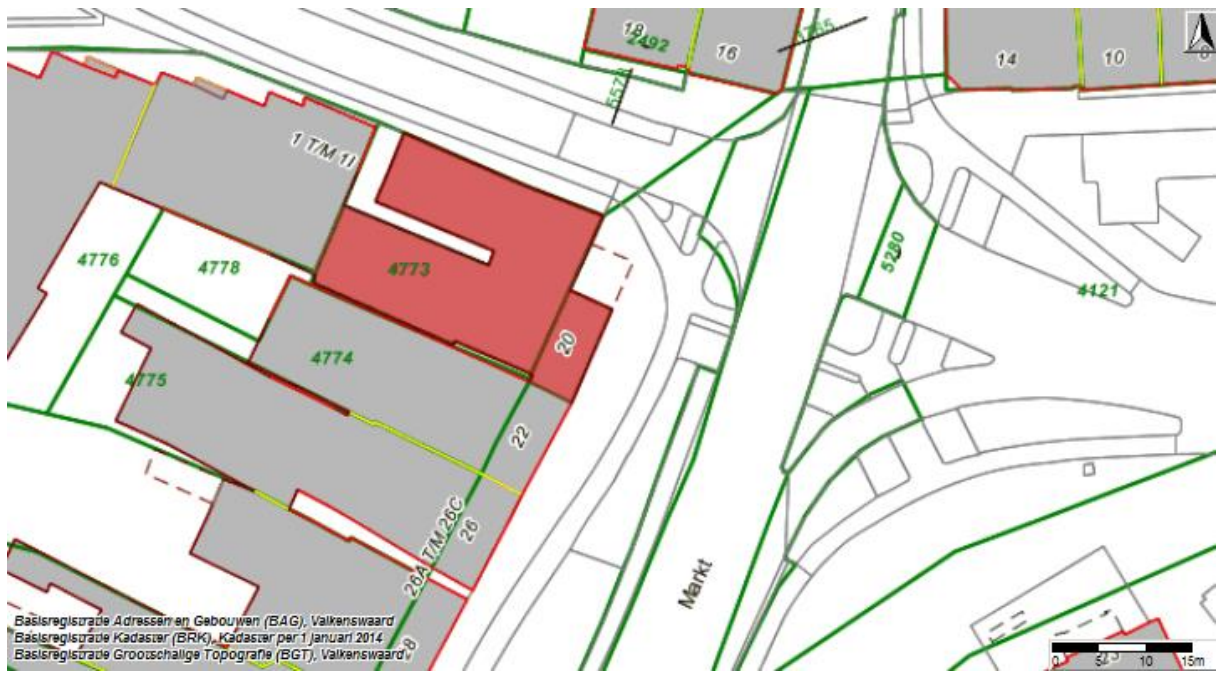 18
2492
16
14
10
557
1 T/M 1I
4776
4778
4773
5280
4121
20
4774
4775
22
26
26A T/M 26C
28
Markt
Basisregistratie Adressen en Gebouwen (BAG), Valkenswaard
Basisregistratie Kadaster (BRK), Kadaster per 1 januari 2014
Basisregistratie Grootschalige Topografie (BGT), Valkenswaard
0 5 10 15m